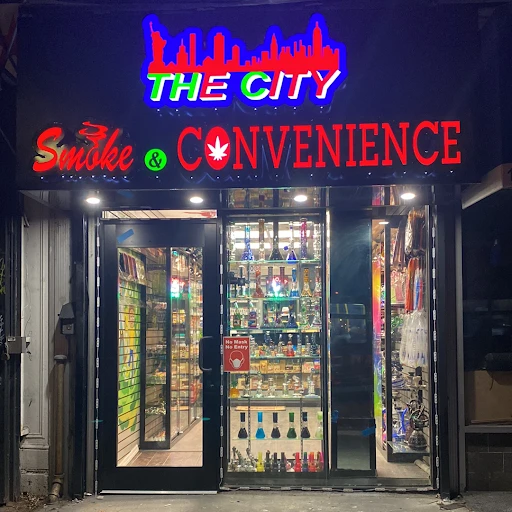 THE CITY
Smoke & CONVENIENCE
No Mask
No Entry